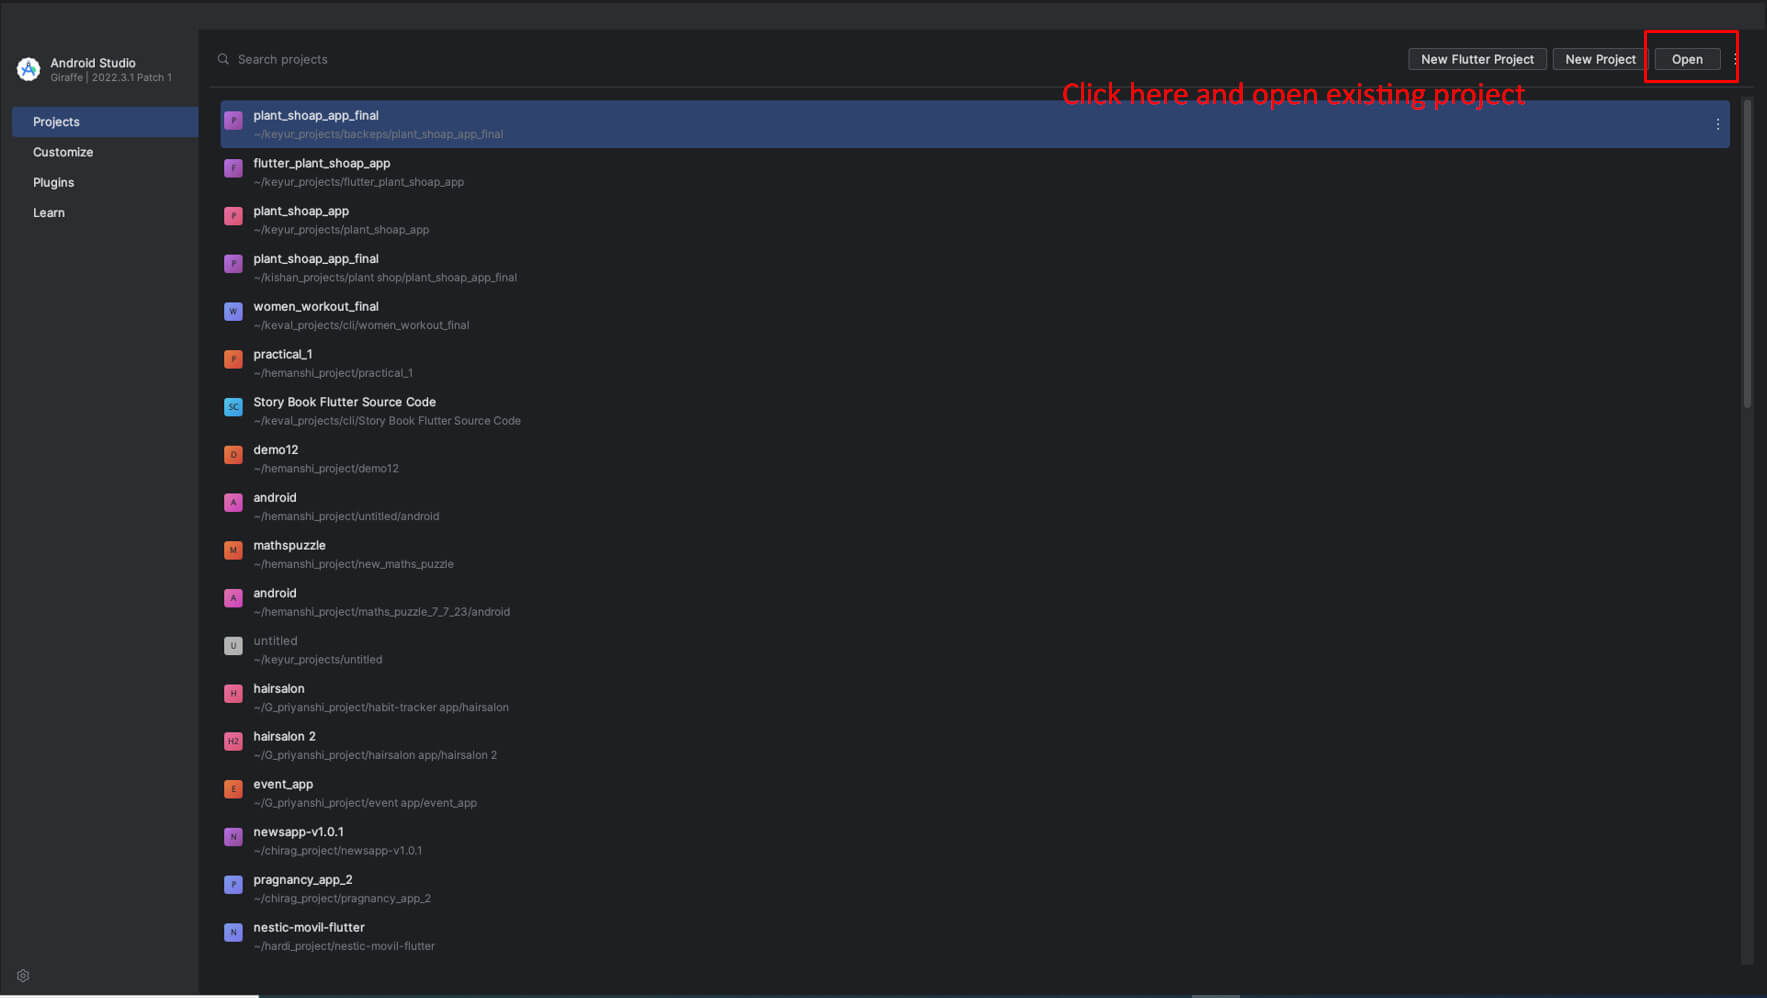 Android Studio
Giraffe | 2022.3.1 Patch 1
Projects
Customize
Plugins
Learn
Search projects
New Flutter Project
New Project
Open
Click here and open existing project
P
plant_shoap_app_final
~/keyur_projects/backeps/plant_shoap_app_final
F
flutter_plant_shoap_app
~/keyur_projects/flutter_plant_shoap_app
P
plant_shoap_app
~/keyur_projects/plant_shoap_app
P
plant_shoap_app_final
~/kishan_projects/plant shop/plant_shoap_app_final
W
women_workout_final
~/keval_projects/cli/women_workout_final
P
practical_1
~/hemanshi_project/practical_1
SC
Story Book Flutter Source Code
~/keval_projects/cli/Story Book Flutter Source Code
D
demo12
~/hemanshi_project/demo12
A
android
~/hemanshi_project/untitled/android
M
mathspuzzle
~/hemanshi_project/new_maths_puzzle
A
android
~/hemanshi_project/maths_puzzle_7_7_23/android
U
untitled
~/keyur_projects/untitled
H
hairsalon
~/G_priyanshi_project/habit-tracker app/hairsalon
H2
hairsalon 2
~/G_priyanshi_project/hairsalon app/hairsalon 2
E
event_app
~/G_priyanshi_project/event app/event_app
N
newsapp-v1.0.1
~/chirag_project/newsapp-v1.0.1
P
pragnancy_app_2
~/chirag_project/pragnancy_app_2
N
nestic-movil-flutter
~/hardi_project/nestic-movil-flutter